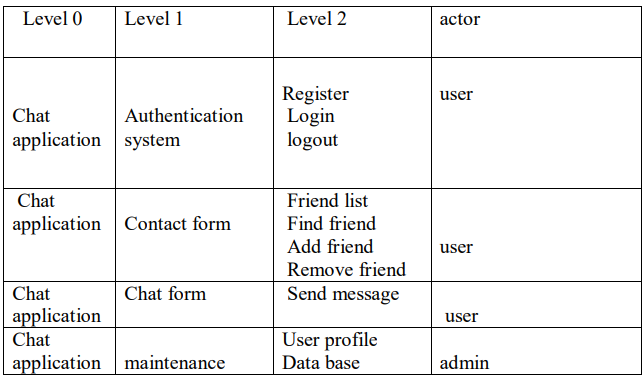 Level 0 Level 1 Level 2 actor
Register user
Chat Authentication Login
application system logout
Chat Friend list
application Contact form Find friend
Add friend user
Remove friend
Chat Chat form Send message
application user
Chat User profile
application maintenance Data base admin